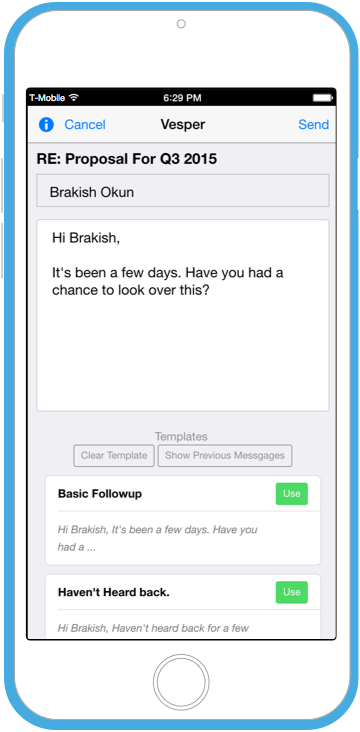 T-Mobile 6:29 PM
Cancel Vesper Send
RE: Proposal For Q3 2015
Brakish Okun
Hi Brakish,
It's been a few days. Have you had a
chance to look over this?
Templates
Clear Template Show Previous Messgages
Basic Followup Use
Hi Brakish, It's been a few days. Have you
had a ...
Haven't Heard back. Use
Hi Brakish, Haven't heard back for a few